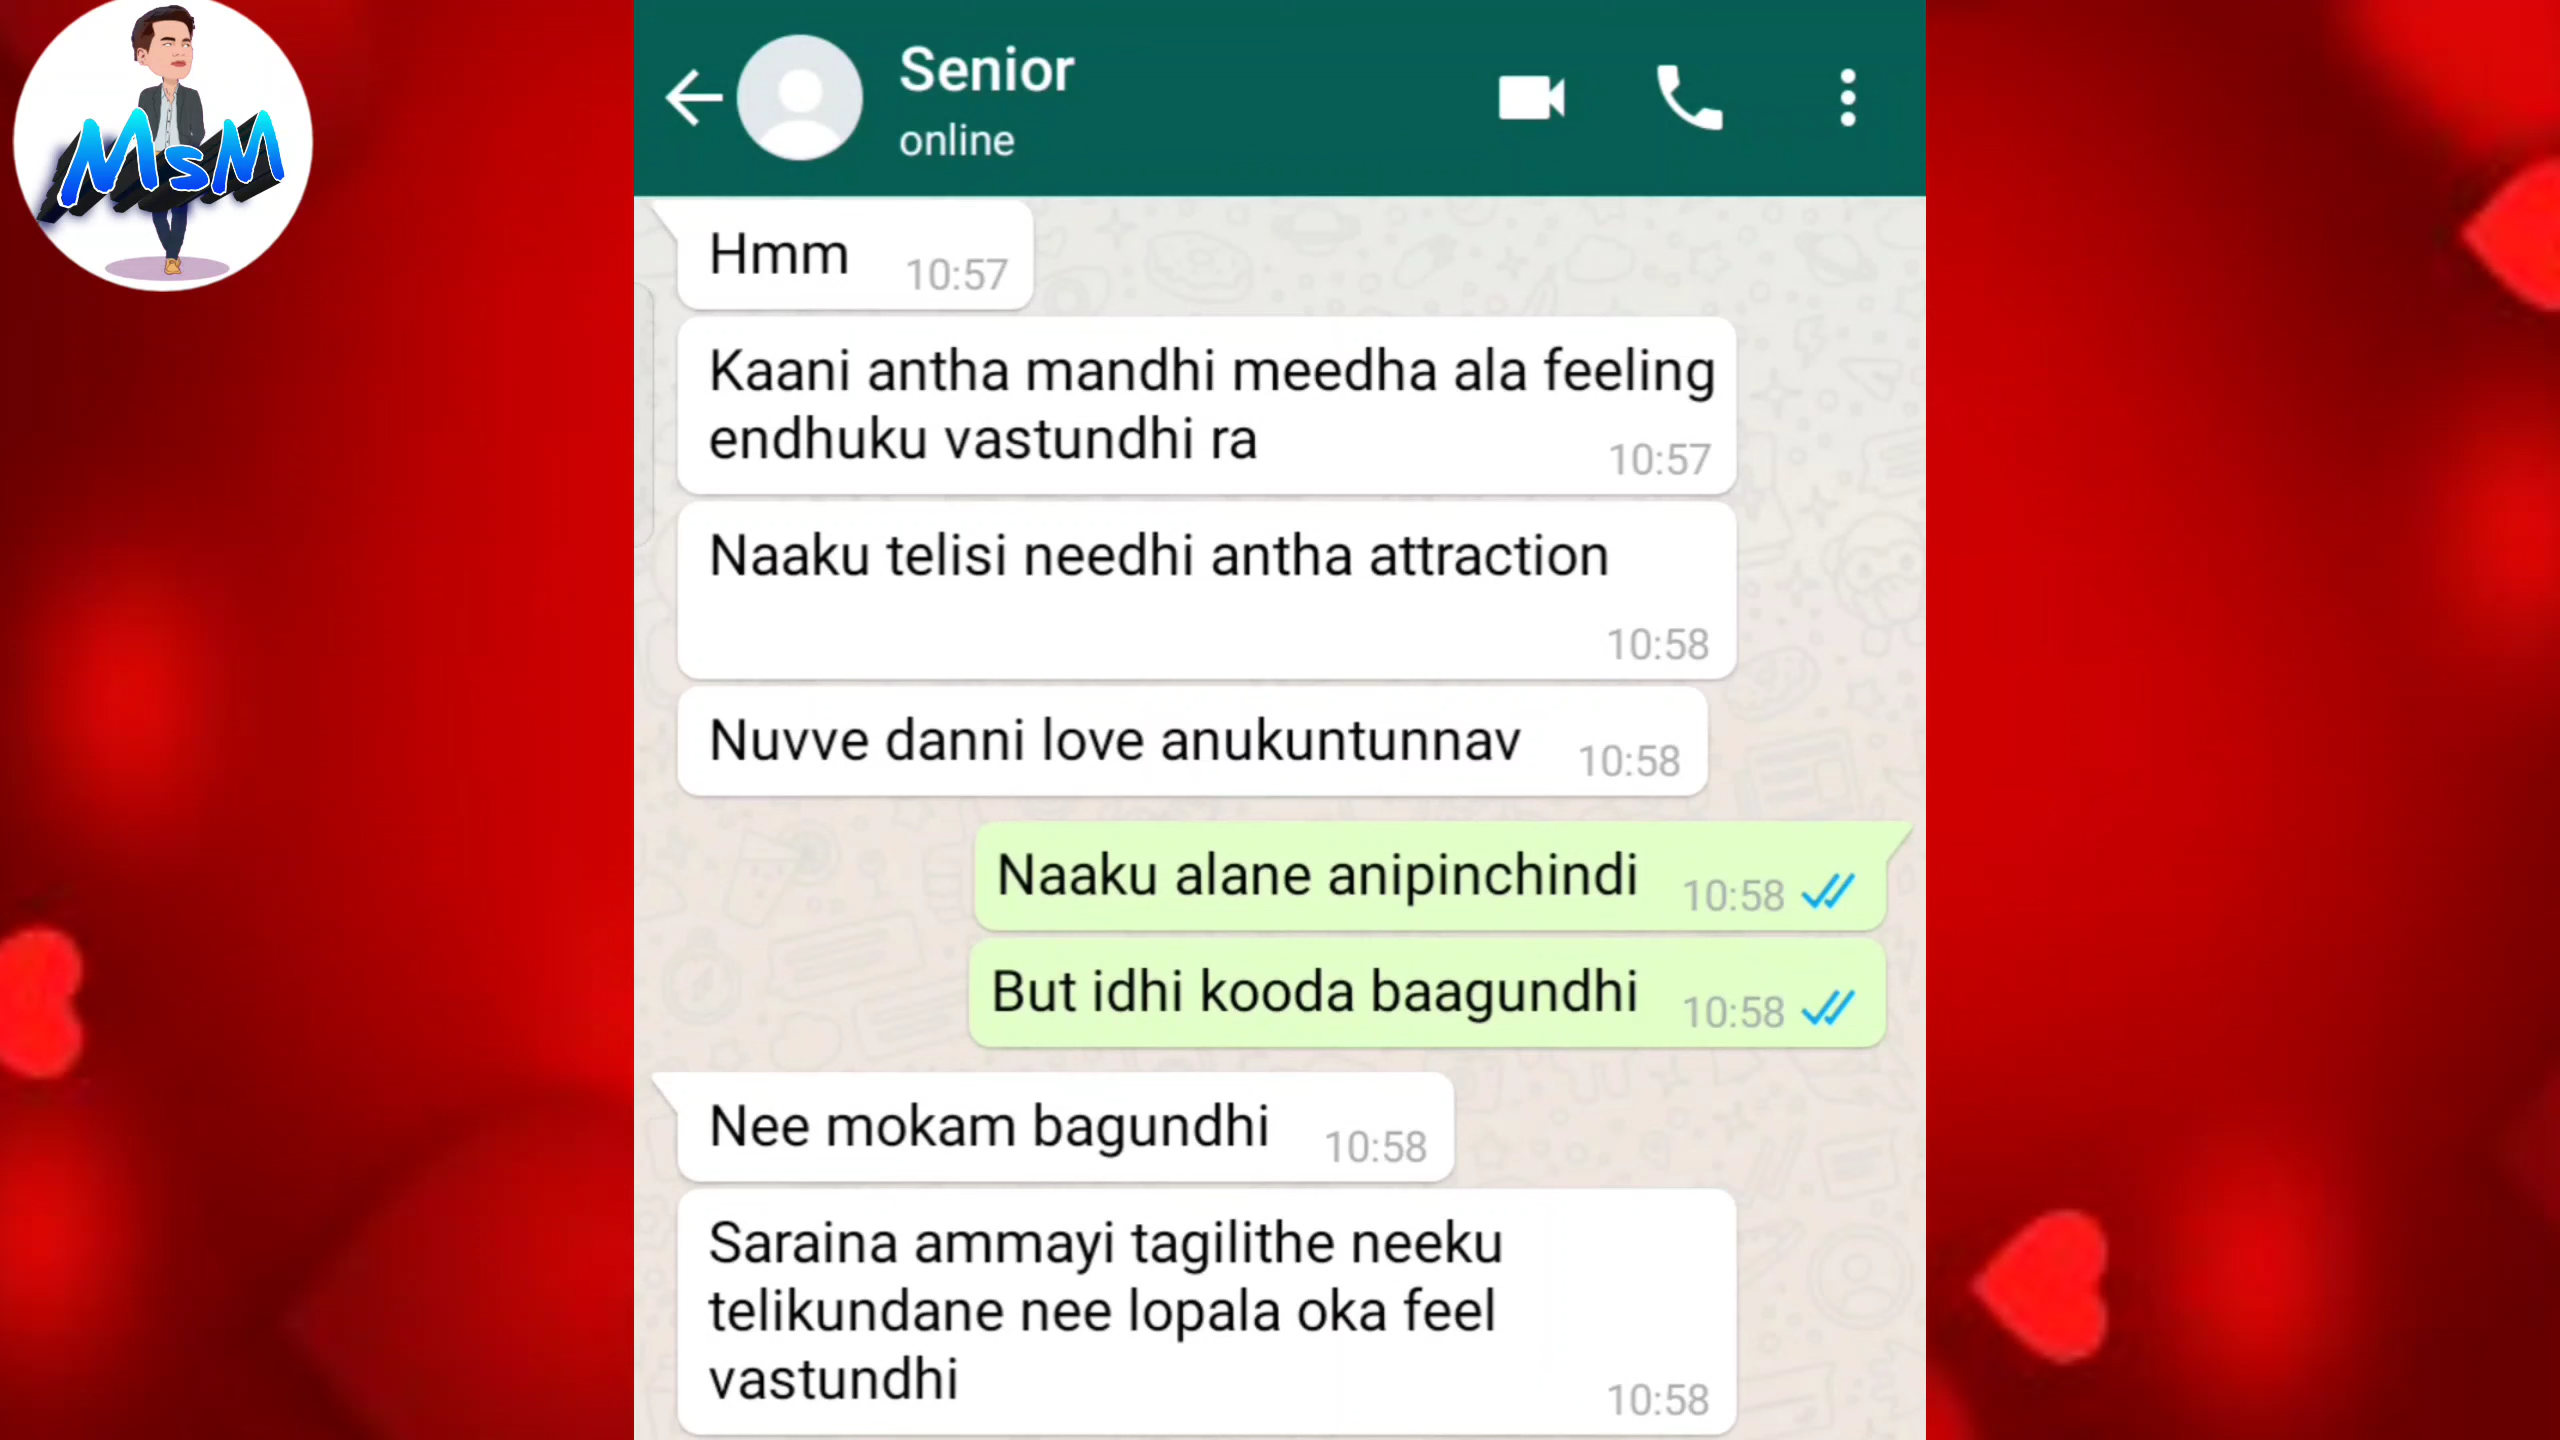 MsM
Senior
online
Hmm 10:57
Kaani antha mandhi meedha ala feeling
endhuku vastundhi ra 10:57
Naaku telisi needhi antha attraction
10:58
Nuvve danni love anukuntunnav 10:58
Naaku alane anipinchindi 10:58
But idhi kooda baagundhi 10:58
Nee mokam bagundhi 10:58
Saraina ammayi tagilithe neeku
telikundane nee lopala oka feel
vastundhi 10:58